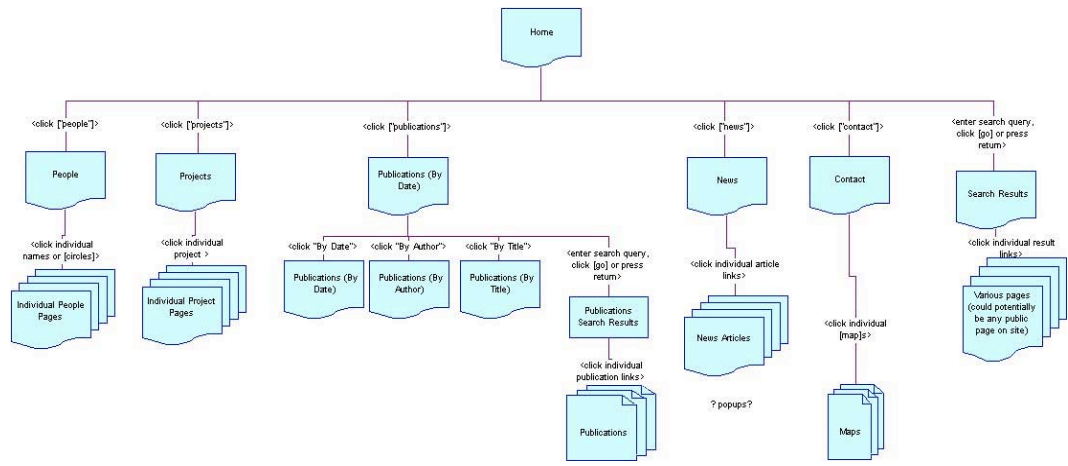 Home
<click ["people"]>
<click ["projects"]>
<click ["publications"]>
<click ["news"]>
<click ["contact"]>
<enter search query,
click [go] or press
return>
People
Projects
Publications (By
Date)
News
Contact
Search Results
<click individual
names or [circles]>
<click individual
project >
<click "By Date">
<click "By Author">
<click "By Title">
<enter search query,
click [go] or press
return>
<click individual article
links>
<click individual result
links>
Individual People
Pages
Individual Project
Pages
Publications (By
Date)
Publications (By
Author)
Publications (By
Title)
Publications
Search Results
News Articles
<click individual
[map]s>
Various pages
(could potentially
be any public
page on site)
<click individual
publication links>
? popups?
Publications
Maps